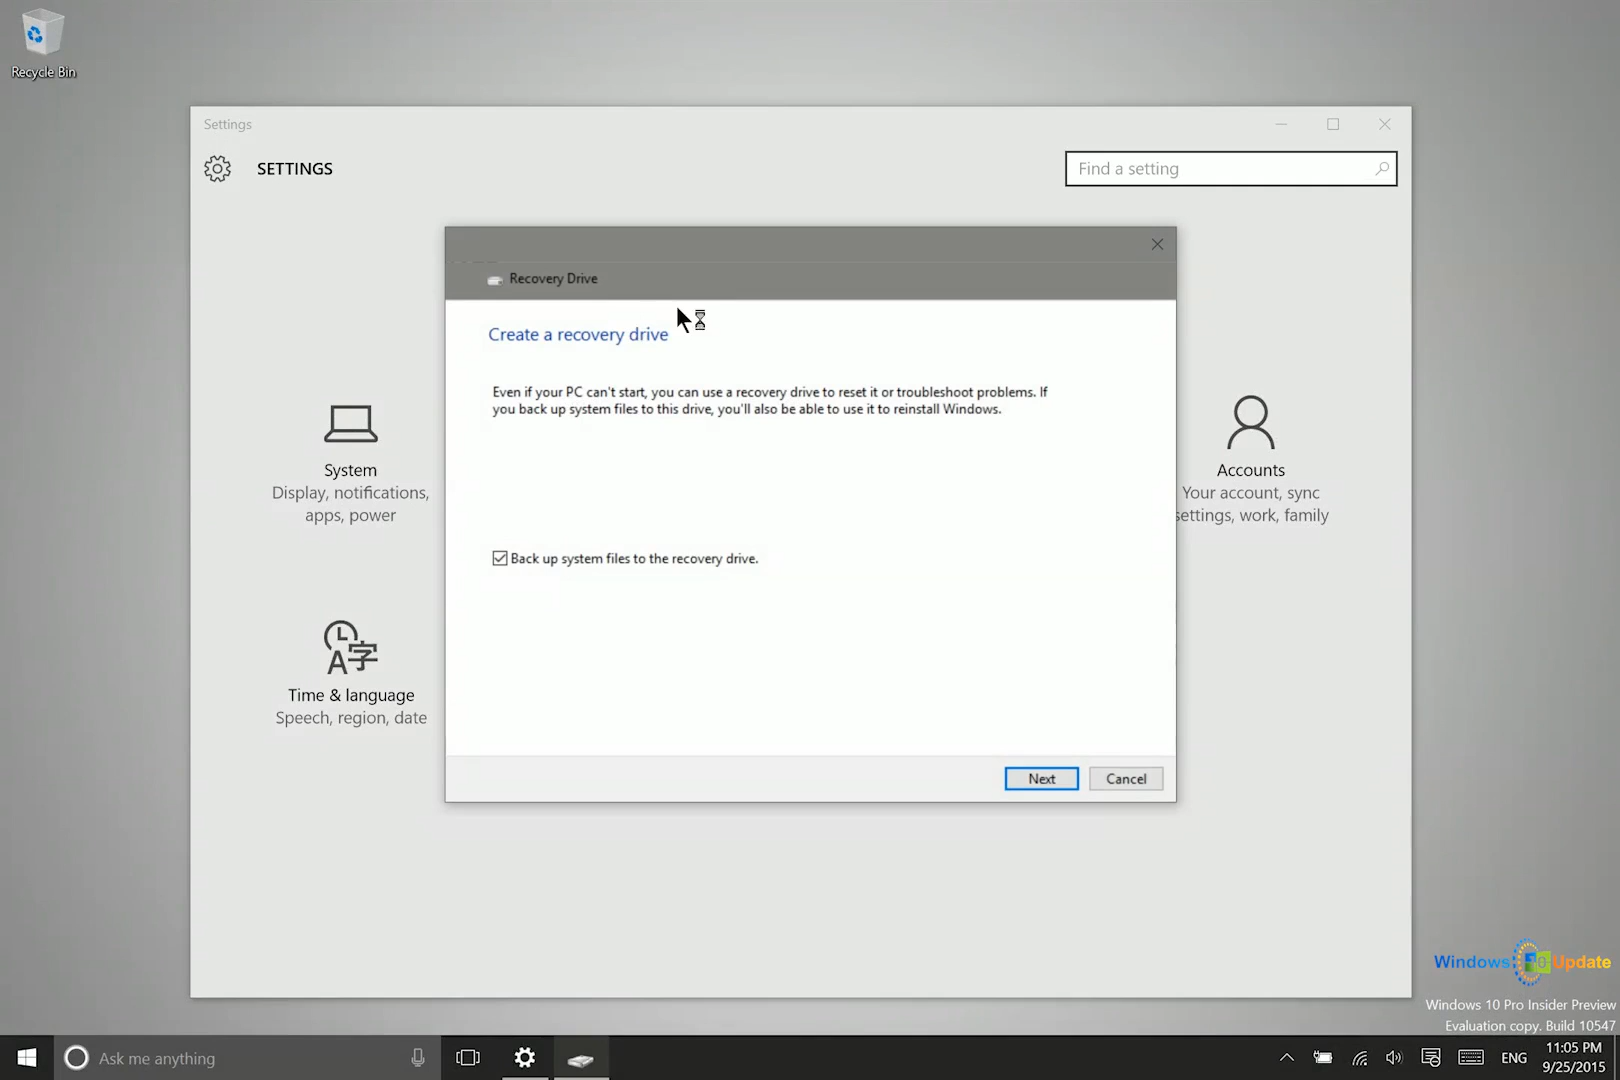 Recycle Bin
Settings
SETTINGS
Find a setting
Recovery Drive
Create a recovery drive
Even if your PC can't start, you can use a recovery drive to reset it or troubleshoot problems. If
you back up system files to this drive, you'll also be able to use it to reinstall Windows.
System
Display, notifications,
apps, power
Accounts
Your account, sync
settings, work, family
Back up system files to the recovery drive.
A字
Time & language
Speech, region, date
Next
Cancel
Windows 10 Update
Windows 10 Pro Insider Preview
Evaluation copy. Build 10547
Ask me anything
ENG
11:05 PM
9/25/2015